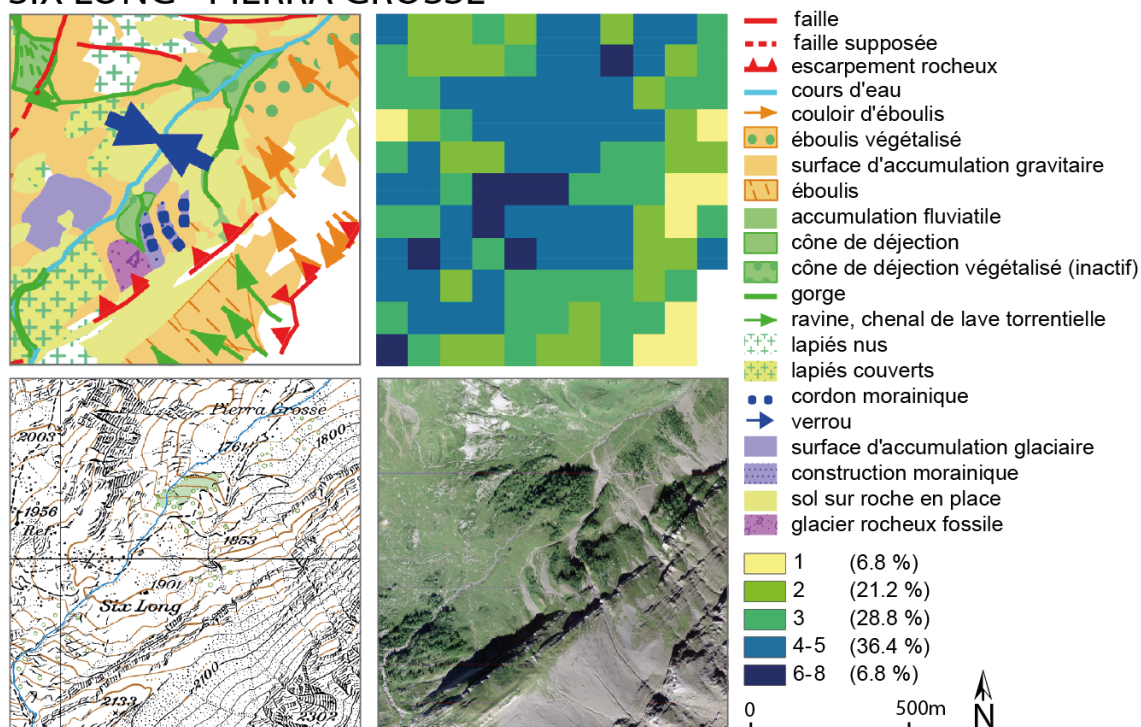 SIX LONG - PIERRA GROSSE
faille
faille supposée
escarpement rocheux
cours d'eau
couloir d'éboulis
éboulis végétalisé
surface d'accumulation gravitaire
éboulis
accumulation fluviatile
cône de déjection
cône de déjection végétalisé (inactif)
gorge
ravine, chenal de lave torrentielle
lapiés nus
lapiés couverts
cordon morainique
verrou
surface d'accumulation glaciaire
construction morainique
sol sur roche en place
glacier rocheux fossile
1 (6.8 %)
2 (21.2 %)
3 (28.8 %)
4-5 (36.4 %)
6-8 (6.8 %)
0 500m
N
Pierra Grosse
2003
1761
1800
1956
Ref.
1853
1901
Six Long
2100
2133
2302